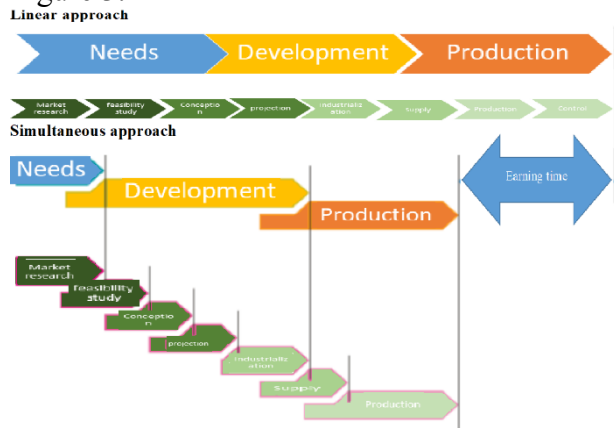 Linear approach
Needs
Development
Production
Market
research
feasibility
study
Conceptio
n
projection
Industrializ
ation
supply
Production
Control
Simultaneous approach
Needs
Development
Production
Earning time
Market
research
feasibility
study
Conceptio
n
projection
Industrializ
ation
Supply
Production